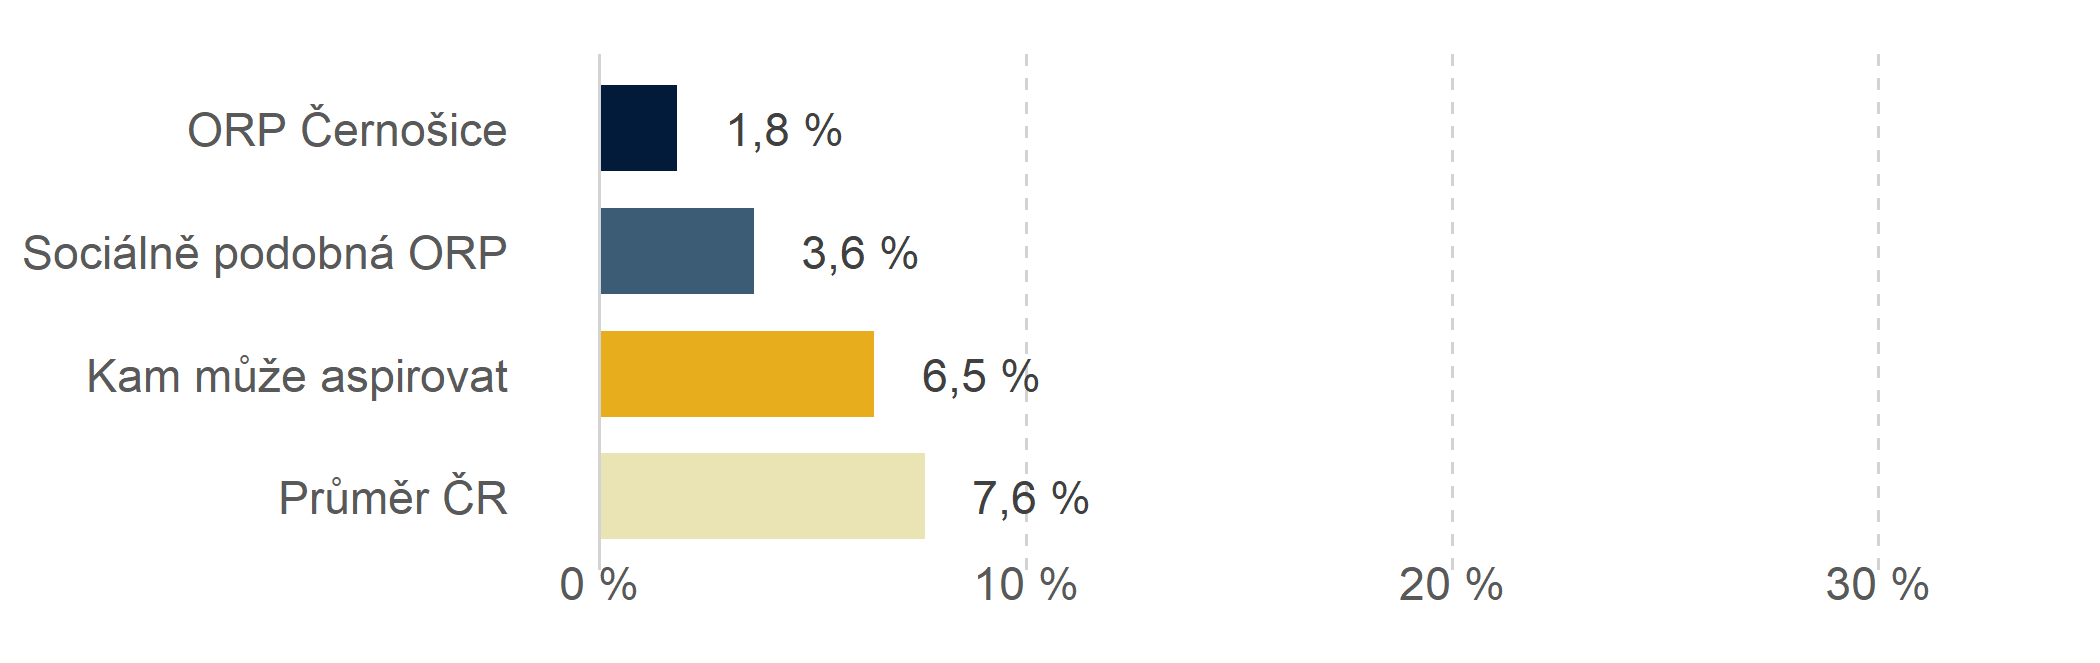 ORP Černošice 1,8 %
Sociálně podobná ORP 3,6 %
Kam může aspirovat 6,5 %
Průměr ČR 7,6 %
0 % 10 % 20 % 30 %